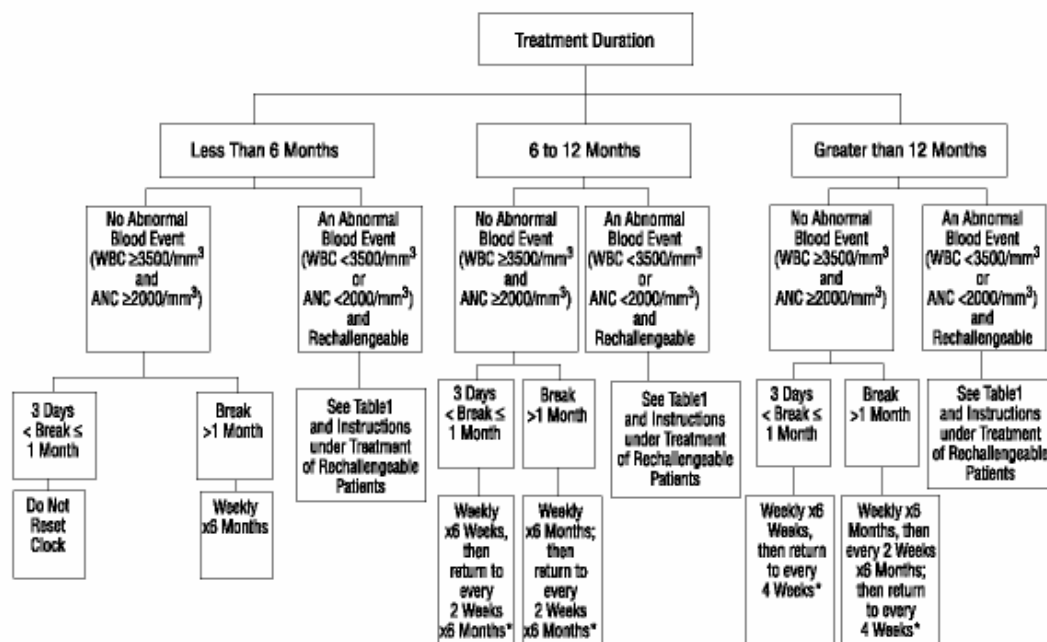 Treatment Duration
Less Than 6 Months
6 to 12 Months
Greater than 12 Months
No Abnormal
Blood Event
(WBC ≥3500/mm³
and
ANC ≥2000/mm³)
An Abnormal
Blood Event
(WBC <3500/mm³
or
ANC <2000/mm³)
and
Rechallengeable
No Abnormal
Blood Event
(WBC ≥3500/mm³
and
ANC ≥2000/mm³)
An Abnormal
Blood Event
(WBC <3500/mm³
or
ANC <2000/mm³)
and
Rechallengeable
No Abnormal
Blood Event
(WBC ≥3500/mm³
and
ANC ≥2000/mm³)
An Abnormal
Blood Event
(WBC <3500/mm³
or
ANC <2000/mm³)
and
Rechallengeable
3 Days
< Break ≤
1 Month
Break
>1 Month
See Table1
and Instructions
under Treatment
of Rechallengeable
Patients
3 Days
< Break ≤
1 Month
Break
>1 Month
See Table1
and Instructions
under Treatment
of Rechallengeable
Patients
3 Days
< Break ≤
1 Month
Break
>1 Month
See Table1
and Instructions
under Treatment
of Rechallengeable
Patients
Do Not
Reset
Clock
Weekly
x6 Months
Weekly
x6 Weeks,
then
return to
every
2 Weeks
x6 Months*
Weekly
x6 Months;
then
return to
every
2 Weeks
x6 Months*
Weekly x6
Weeks,
then return
to every
4 Weeks*
Weekly x6
Months, then
every 2 Weeks
x6 Months;
then return
to every
4 Weeks*